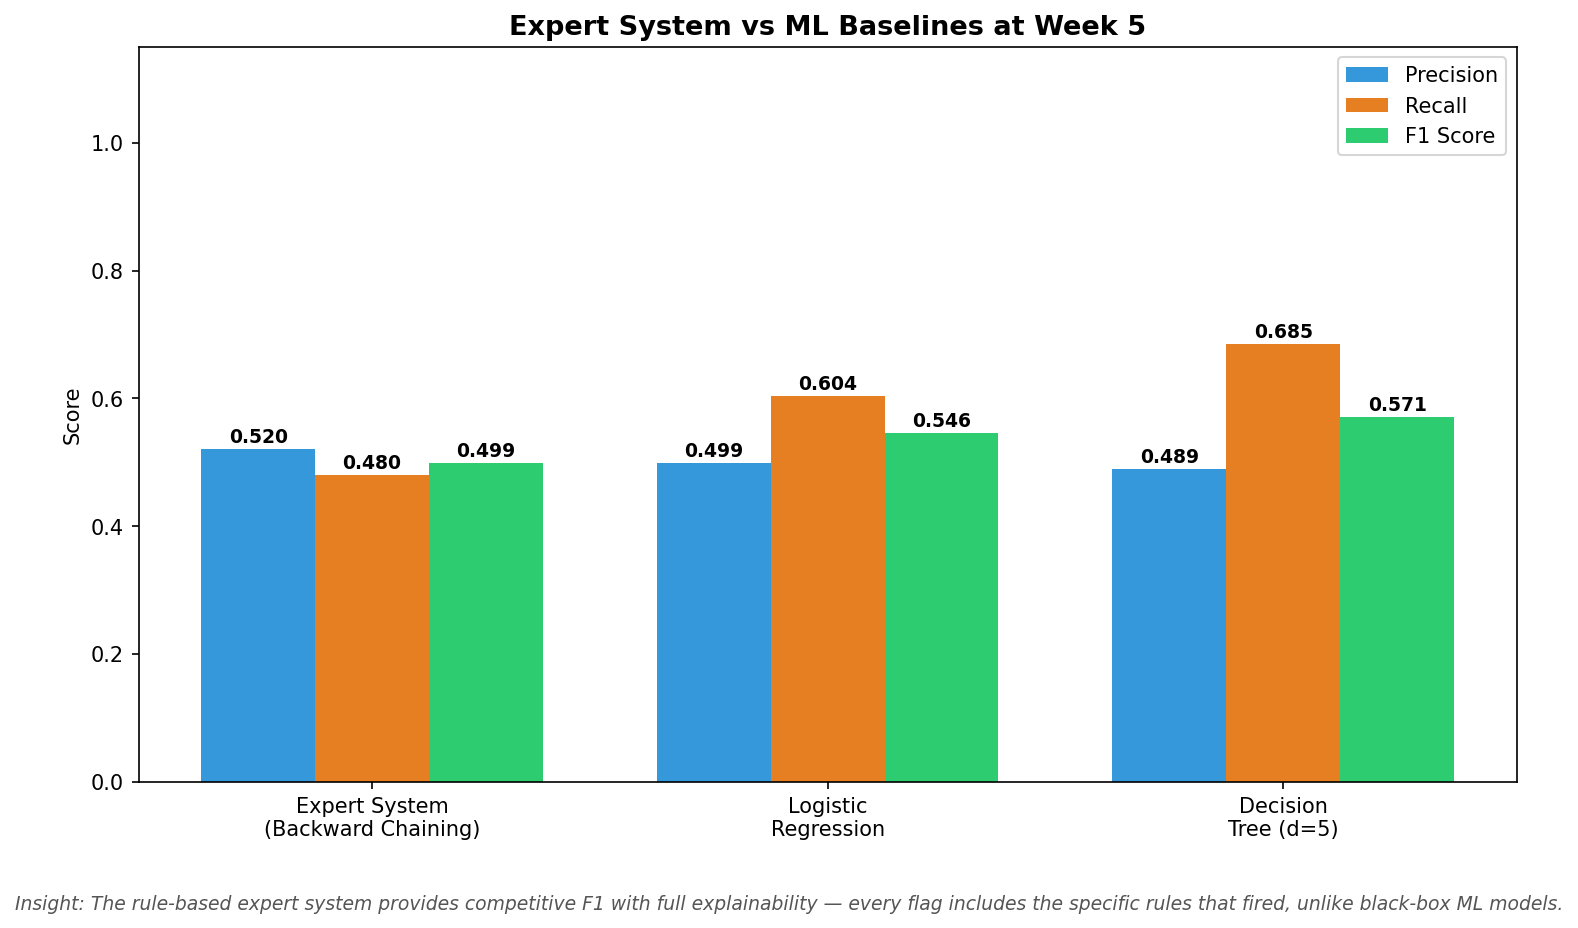 Expert System vs ML Baselines at Week 5
Precision
Recall
F1 Score
Score
1.0
0.8
0.6
0.4
0.2
0.0
0.520
0.480
0.499
0.499
0.604
0.546
0.489
0.685
0.571
Expert System
(Backward Chaining)
Logistic
Regression
Decision
Tree (d=5)
Insight: The rule-based expert system provides competitive F1 with full explainability — every flag includes the specific rules that fired, unlike black-box ML models.